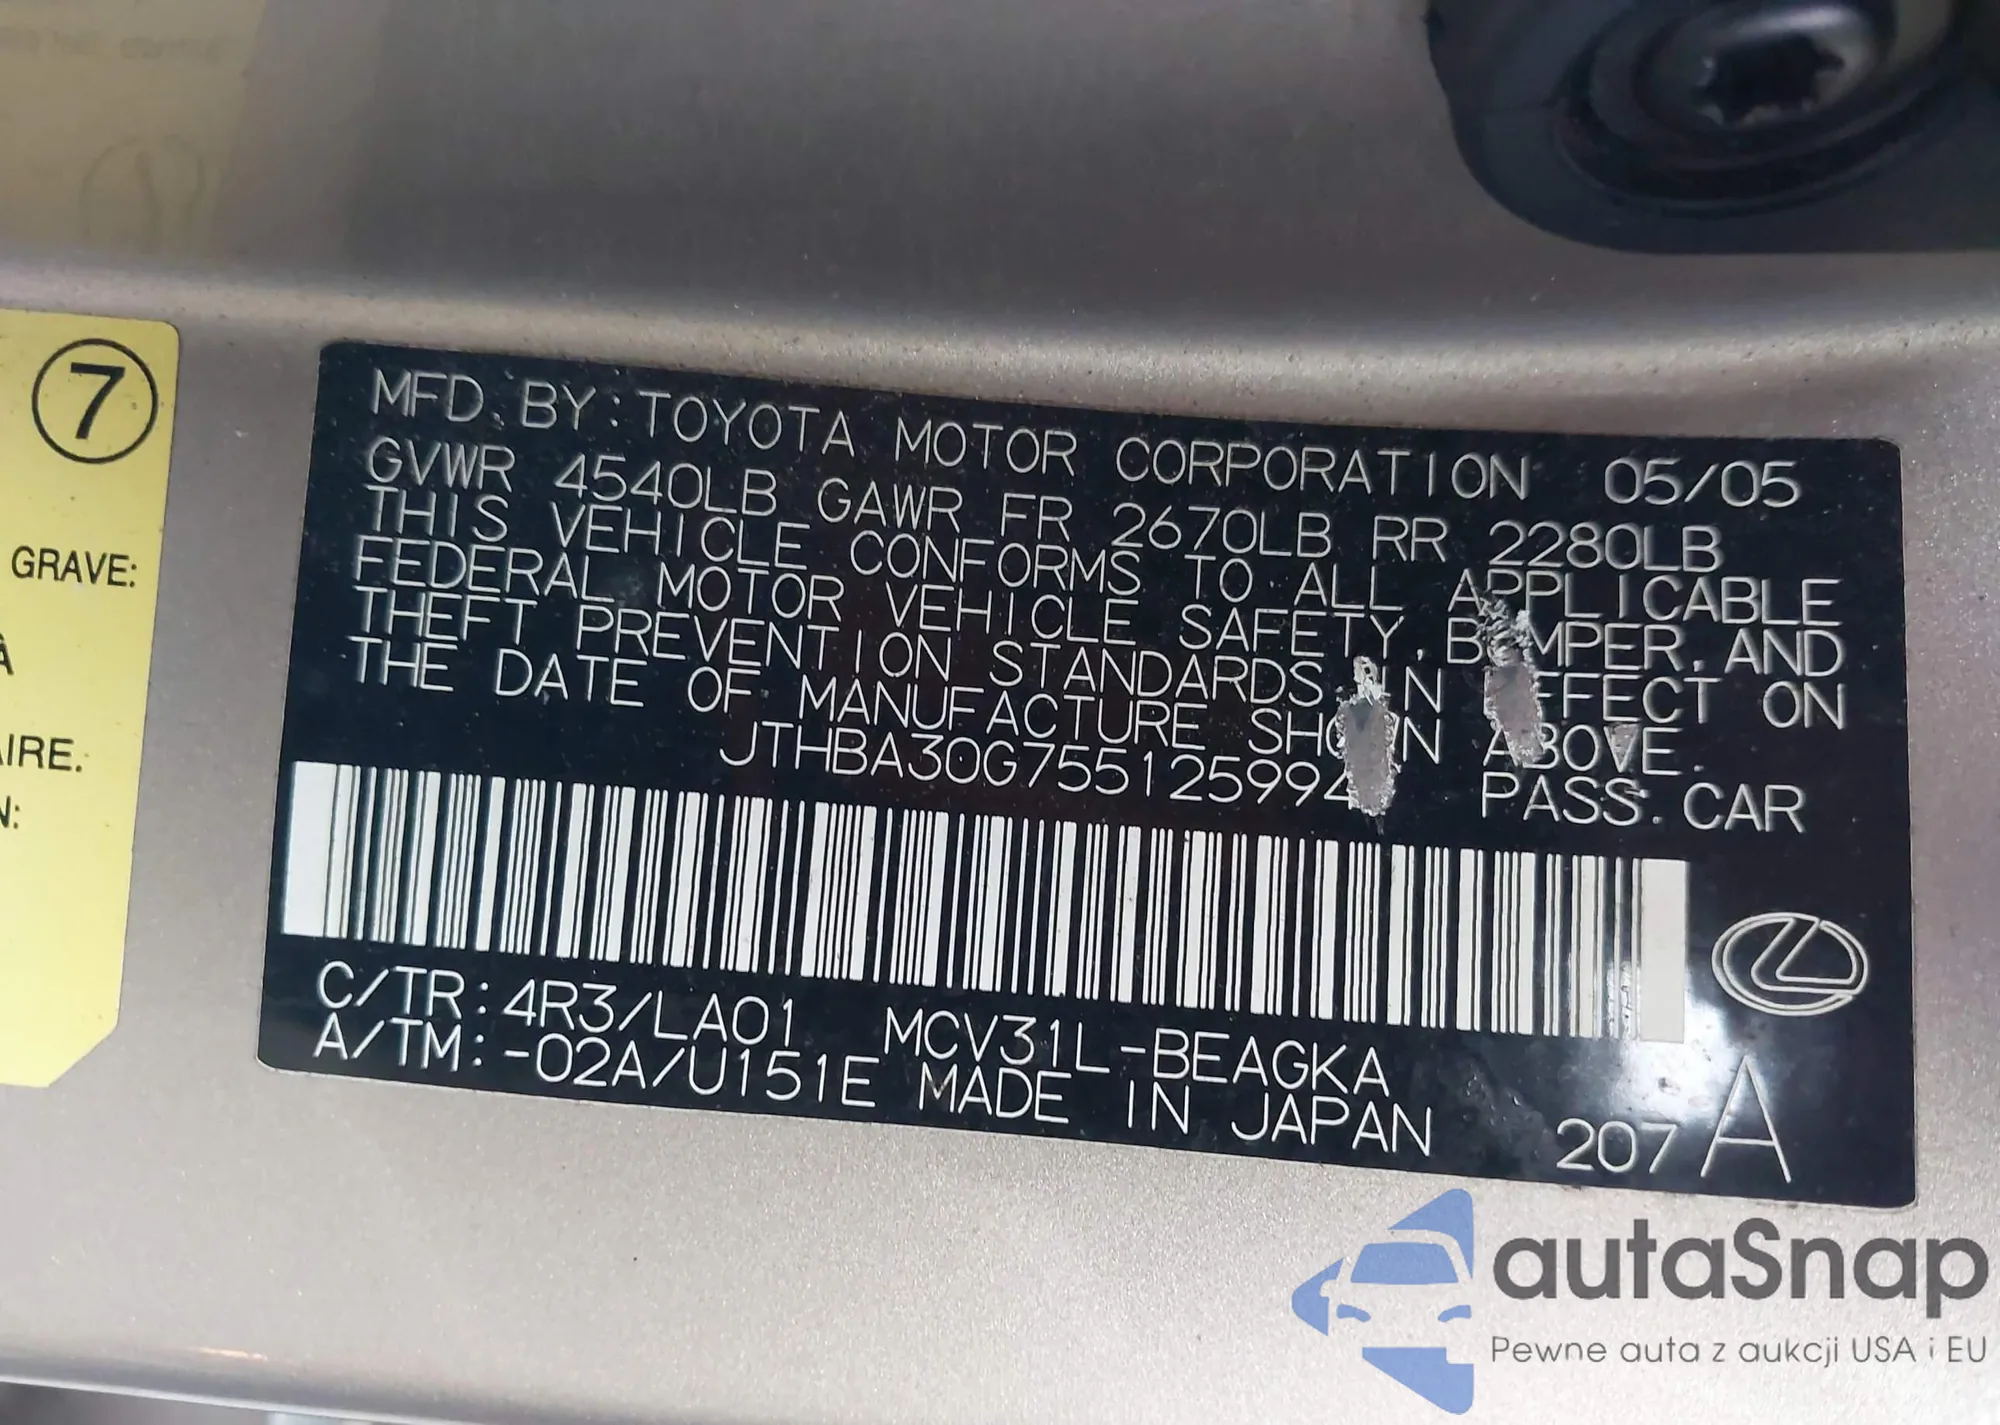 7
GRAVE:
À
AIRE.
N:
MFD. BY: TOYOTA MOTOR CORPORATION 05/05
GVWR 4540LB GAWR FR 2670LB RR 2280LB
THIS VEHICLE CONFORMS TO ALL APPLICABLE
FEDERAL MOTOR VEHICLE SAFETY, BUMPER, AND
THEFT PREVENTION STANDARDS IN EFFECT ON
THE DATE OF MANUFACTURE SHOWN ABOVE.
JTHBA30G755125994 PASS. CAR
C/TR: 4R3/LA01 MCV31L-BEAGKA
A/TM: -02A/U151E MADE IN JAPAN
207 A
autaSnap
Pewne auta z aukcji USA i EU